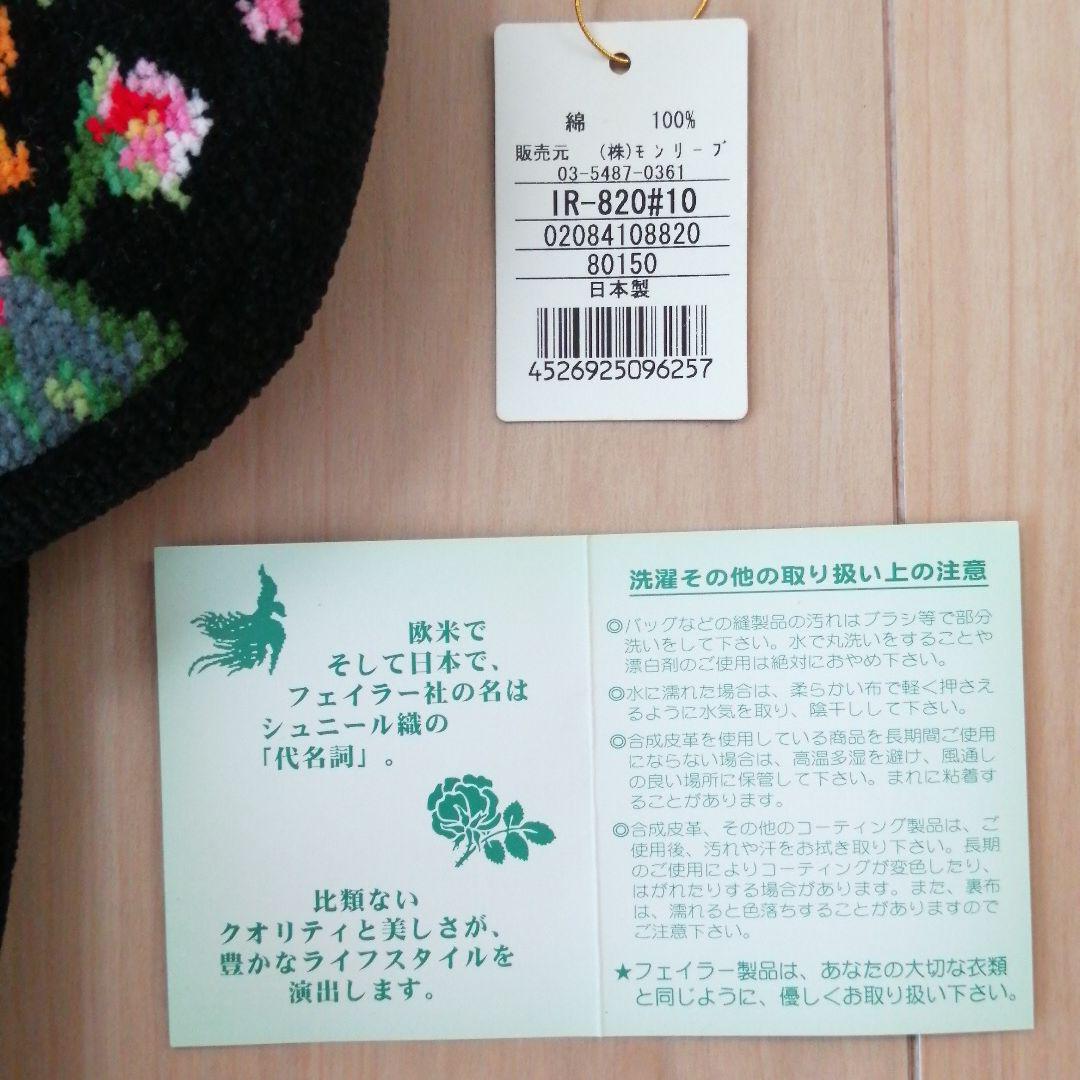 綿 100%
販売元 (株)モンリーブ
03-5487-0361
IR-820#10
02084108820
80150
日本製
4526925096257
欧米で
そして日本で、
フェイラー社の名は
シュニール織の
「代名詞」。
比類ない
クオリティと美しさが、
豊かなライフスタイルを
演出します。
洗濯その他の取り扱い上の注意
◎バッグなどの縫製品の汚れはブラシ等で部分
洗いをして下さい。水で丸洗いをすることや
漂白剤のご使用は絶対におやめ下さい。
◎水に濡れた場合は、柔らかい布で軽く押さえ
るように水気を取り、陰干しして下さい。
◎合成皮革を使用している商品を長期間ご使用
にならない場合は、高温多湿を避け、風通し
の良い場所に保管して下さい。まれに粘着す
ることがあります。
◎合成皮革、その他のコーティング製品は、ご
使用後、汚れや汗をお拭き取り下さい。長期
のご使用によりコーティングが変色したり、
はがれたりする場合があります。また、裏布
は、濡れると色落ちすることがありますので
ご注意下さい。
★フェイラー製品は、あなたの大切な衣類
と同じように、優しくお取り扱い下さい。